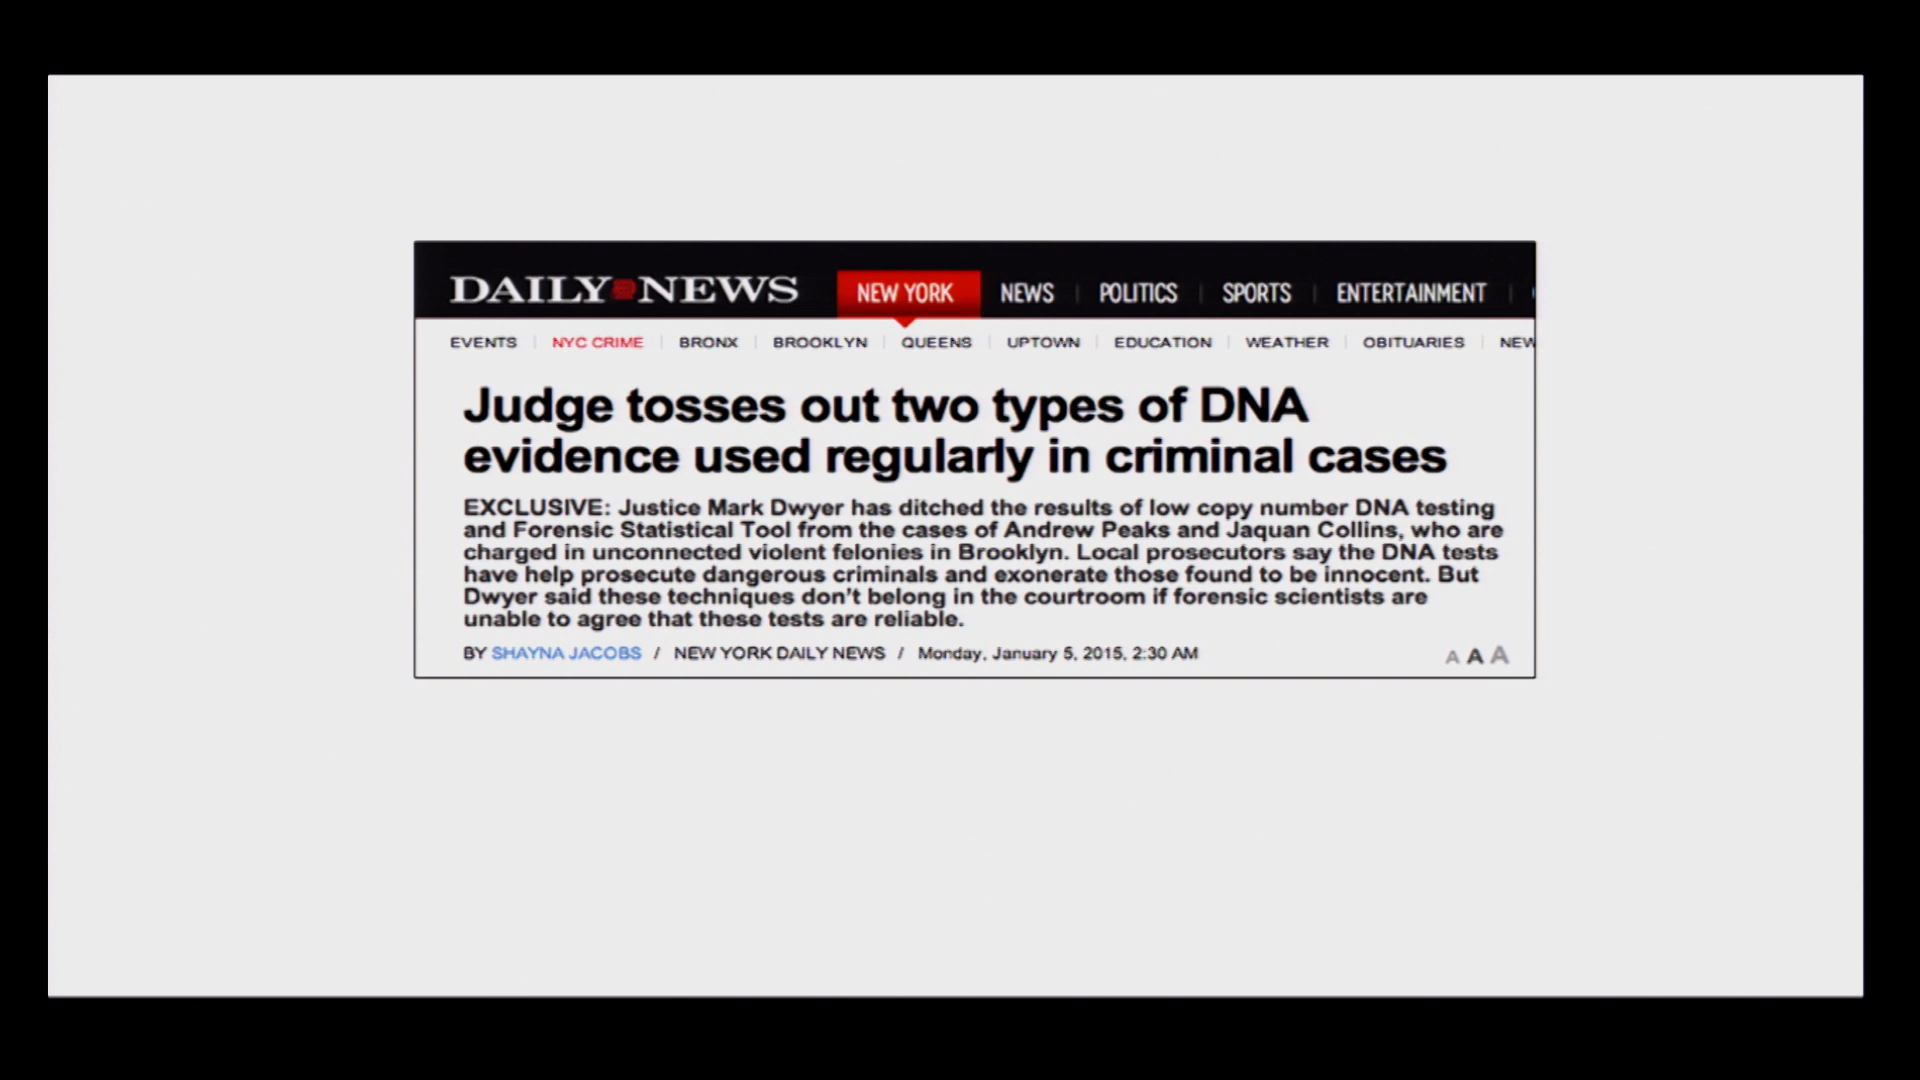 DAILY NEWS NEW YORK NEWS POLITICS SPORTS ENTERTAINMENT
EVENTS NYC CRIME BRONX BROOKLYN QUEENS UPTOWN EDUCATION WEATHER OBITUARIES NEW
Judge tosses out two types of DNA
evidence used regularly in criminal cases
EXCLUSIVE: Justice Mark Dwyer has ditched the results of low copy number DNA testing
and Forensic Statistical Tool from the cases of Andrew Peaks and Jaquan Collins, who are
charged in unconnected violent felonies in Brooklyn. Local prosecutors say the DNA tests
have help prosecute dangerous criminals and exonerate those found to be innocent. But
Dwyer said these techniques don't belong in the courtroom if forensic scientists are
unable to agree that these tests are reliable.
BY SHAYNA JACOBS / NEW YORK DAILY NEWS / Monday, January 5, 2015, 2:30 AM A A A